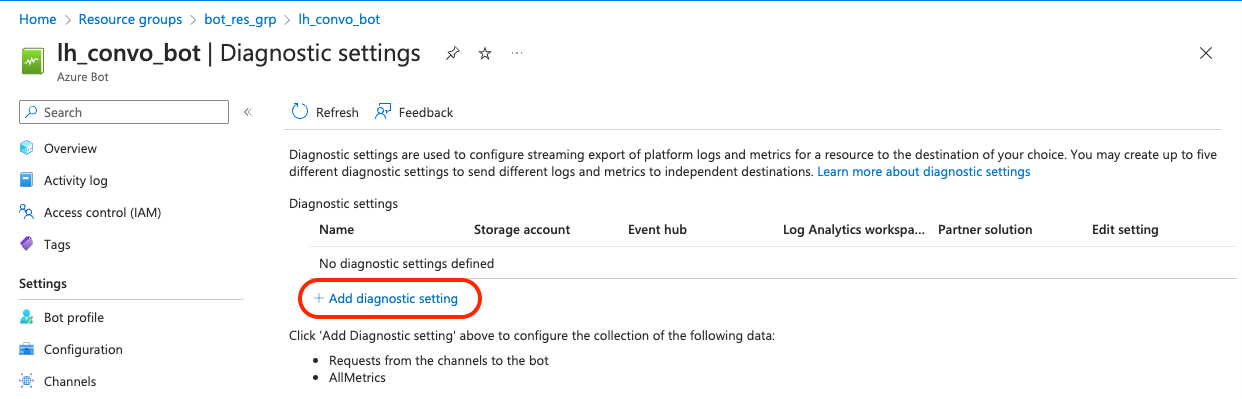 Home > Resource groups > bot_res_grp > lh_convo_bot
lh_convo_bot | Diagnostic settings
Azure Bot
Search
Overview
Activity log
Access control (IAM)
Tags
Settings
Bot profile
Configuration
Channels
Refresh Feedback
Diagnostic settings are used to configure streaming export of platform logs and metrics for a resource to the destination of your choice. You may create up to five
different diagnostic settings to send different logs and metrics to independent destinations. Learn more about diagnostic settings
Diagnostic settings
Name Storage account Event hub Log Analytics workspa... Partner solution Edit setting
No diagnostic settings defined
+ Add diagnostic setting
Click 'Add Diagnostic setting' above to configure the collection of the following data:
• Requests from the channels to the bot
• AllMetrics